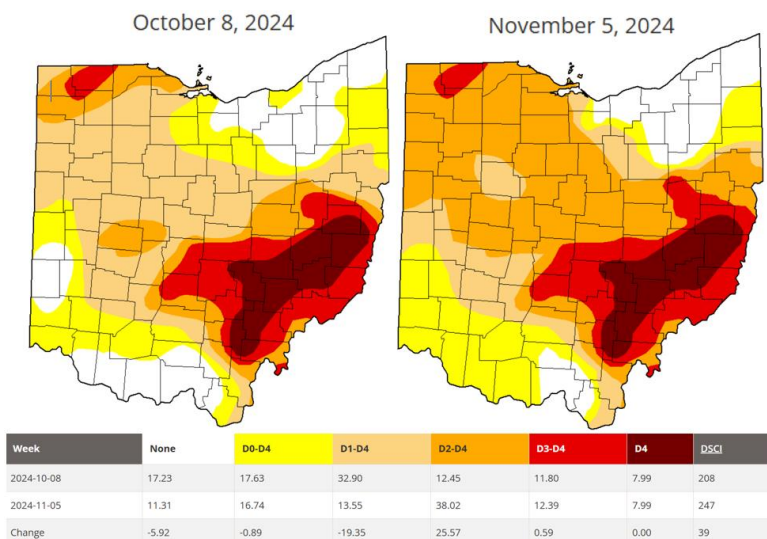 October 8, 2024
November 5, 2024
Week None D0-D4 D1-D4 D2-D4 D3-D4 D4 DSCI
2024-10-08 17.23 17.63 32.90 12.45 11.80 7.99 208
2024-11-05 11.31 16.74 13.55 38.02 12.39 7.99 247
Change -5.92 -0.89 -19.35 25.57 0.59 0.00 39